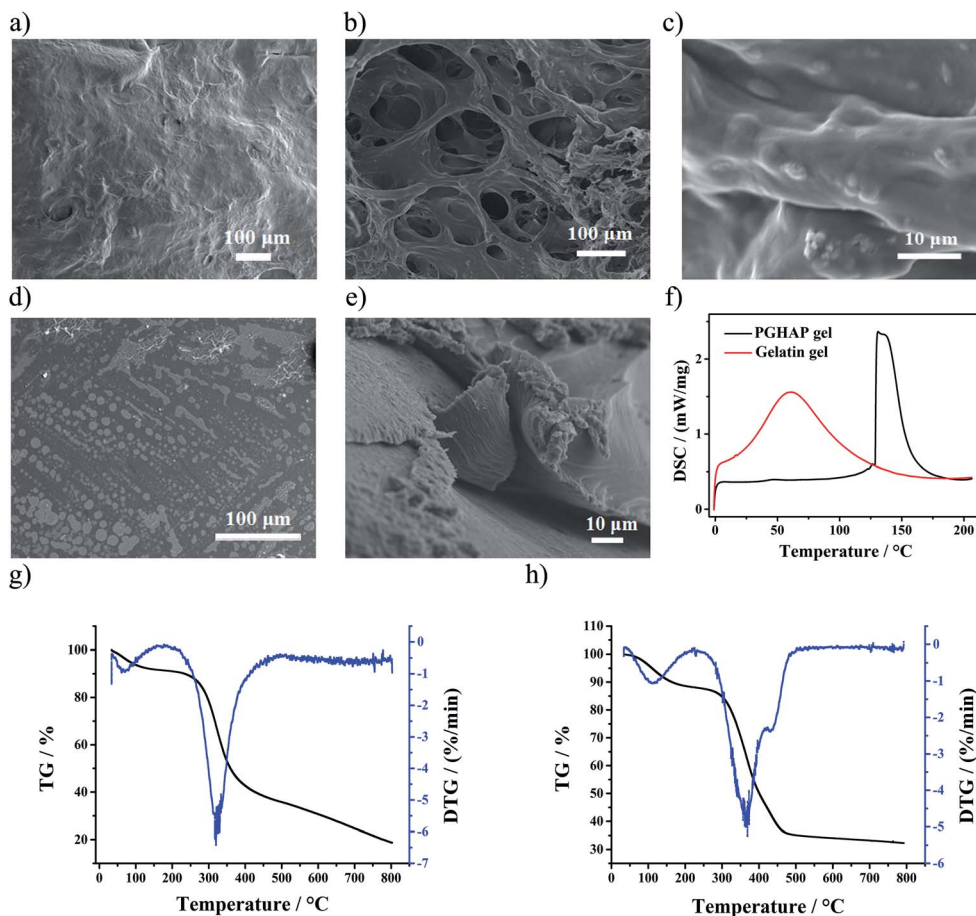 a)
b)
c)
100 µm
100 µm
10 µm
d)
e)
f)
100 µm
10 µm
PGHAP gel
Gelatin gel
DSC / (mW/mg)
2
1
0
0
50
100
150
200
Temperature / °C
g)
h)
TG / %
100
80
60
40
20
0
-1
-2
-3
-4
-5
-6
-7
DTG / (%/min)
0 100 200 300 400 500 600 700 800
Temperature / °C
TG / %
110
100
90
80
70
60
50
40
30
0
-1
-2
-3
-4
-5
-6
DTG / (%/min)
0 100 200 300 400 500 600 700 800
Temperature / °C